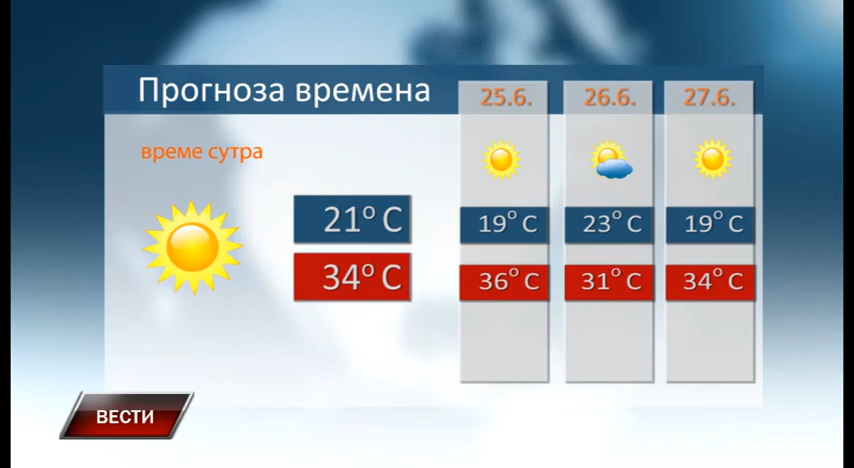 Прогноза времена
време сутра
21° C
34° C
25.6.
26.6.
27.6.
19° C
23° C
19° C
36° C
31° C
34° C
ВЕСТИ